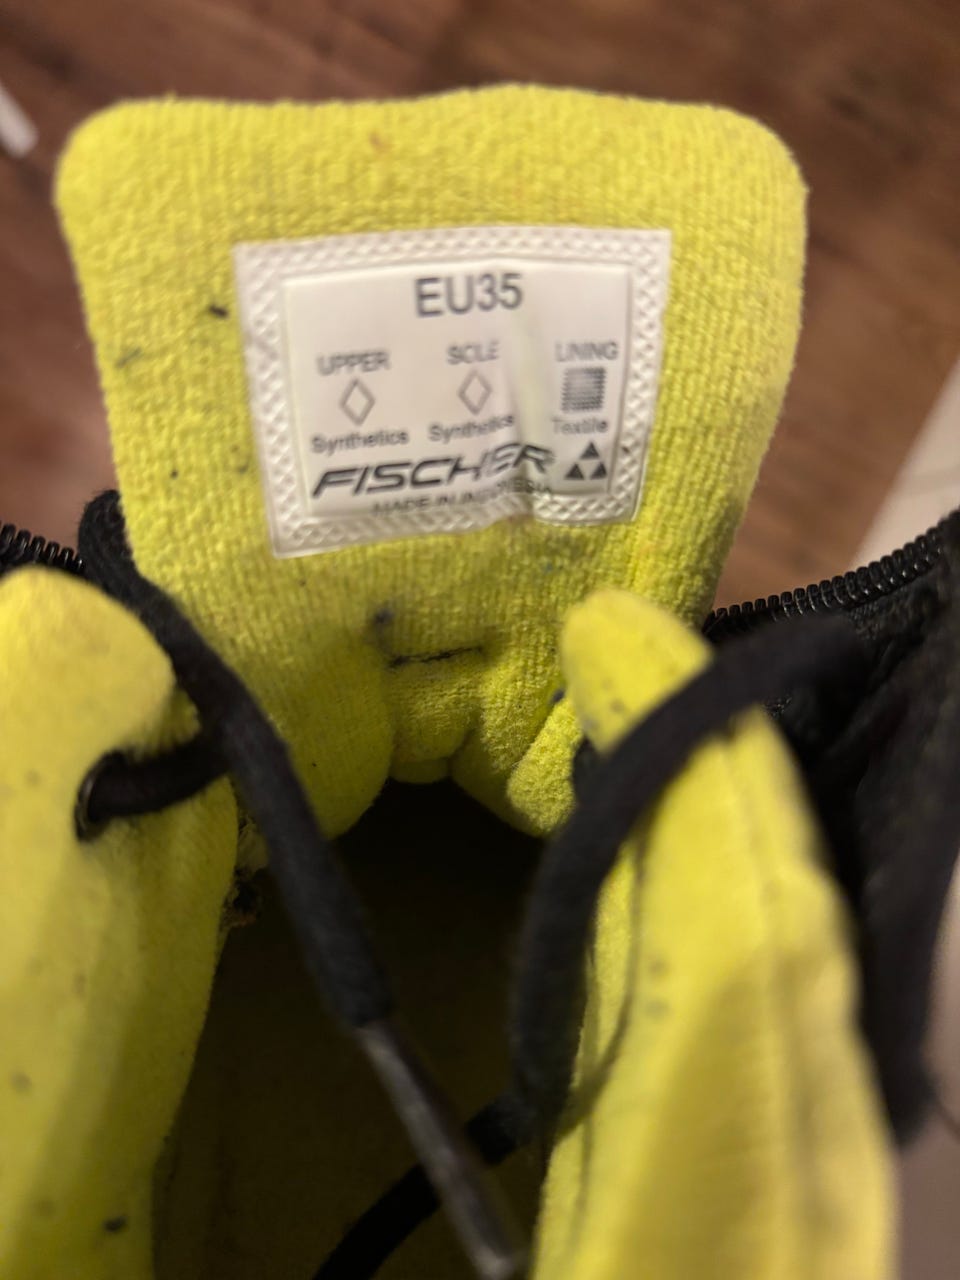 EU35
UPPER SOLE LINING
Synthetics Synthetics Textile
FISCHER
MADE IN INDONESIA